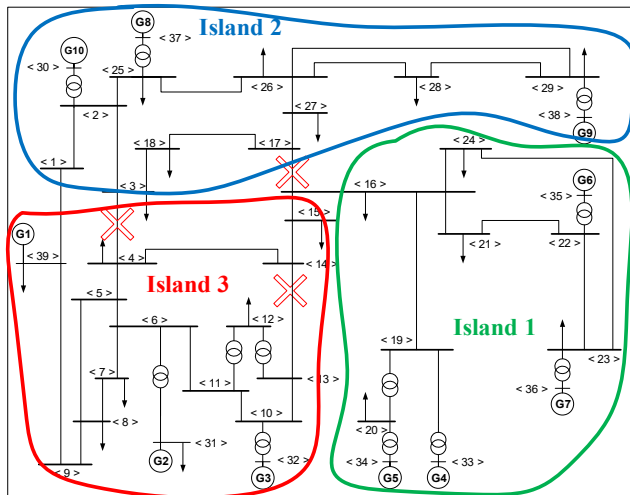 G8
Island 2
< 37 >
G10
< 30 >
< 25 >
< 26 >
< 28 >
< 29 >
< 2 >
< 27 >
< 38 >
G9
< 18 >
< 17 >
< 24 >
< 1 >
G6
< 3 >
< 16 >
< 35 >
< 15 >
G1
< 21 >
< 22 >
< 39 >
< 4 >
< 14 >
Island 3
< 5 >
< 6 >
< 12 >
Island 1
< 19 >
< 23 >
< 7 >
< 11 >
< 13 >
< 36 >
G7
< 8 >
< 10 >
< 20 >
< 31 >
< 9 >
G2
< 32 >
G3
< 34 >
G5
G4
< 33 >